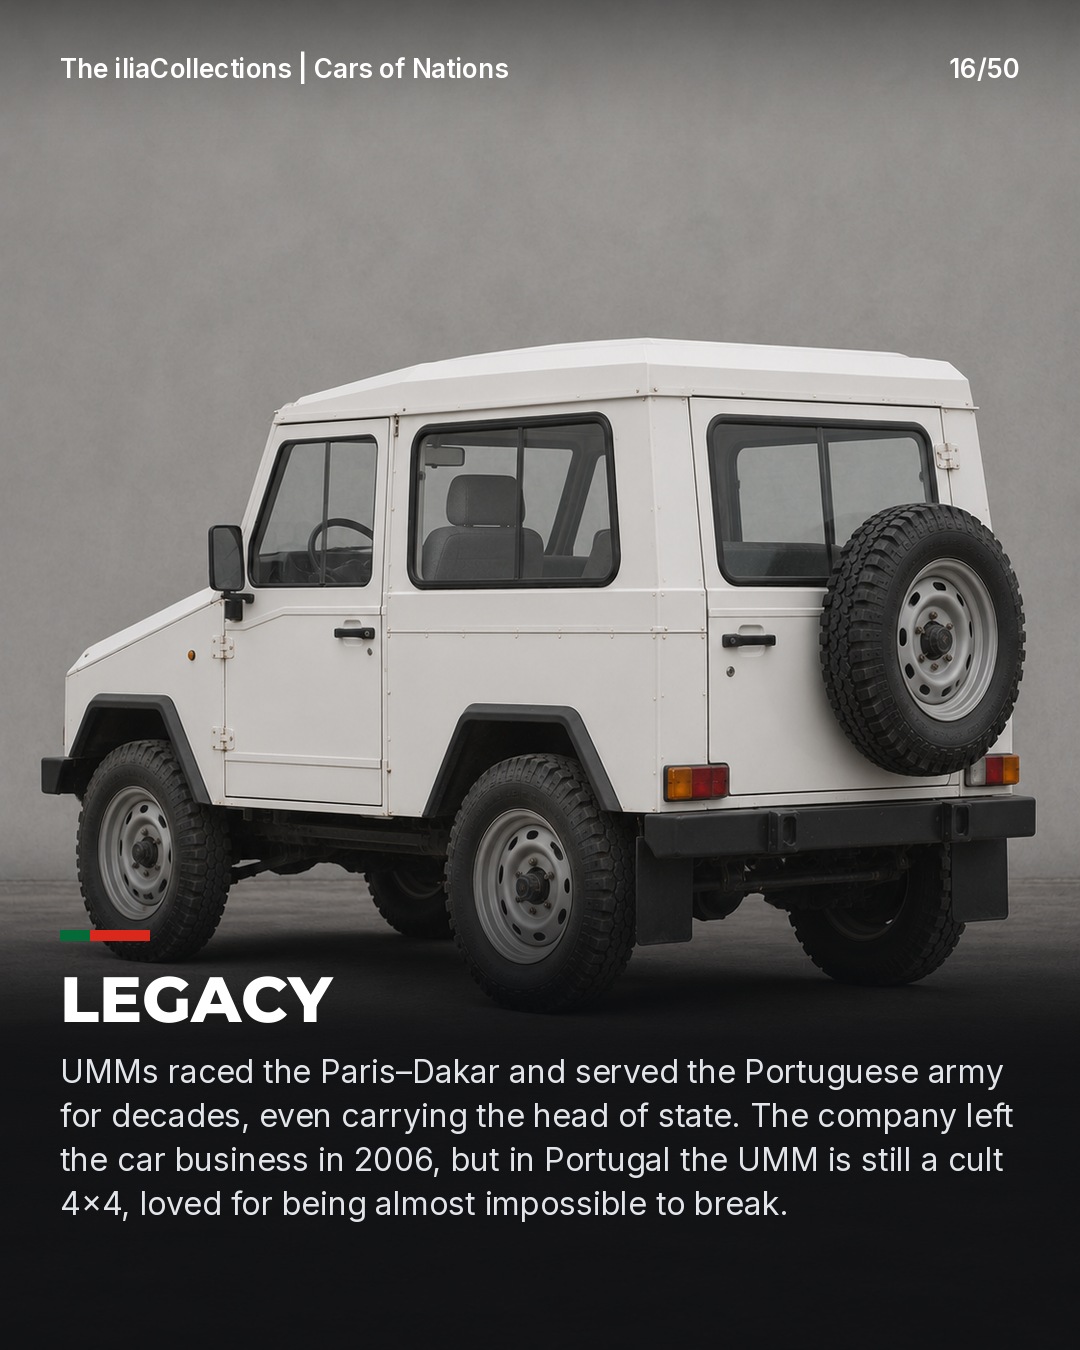 The iliaCollections | Cars of Nations
16/50
LEGACY
UMMs raced the Paris–Dakar and served the Portuguese army
for decades, even carrying the head of state. The company left
the car business in 2006, but in Portugal the UMM is still a cult
4×4, loved for being almost impossible to break.